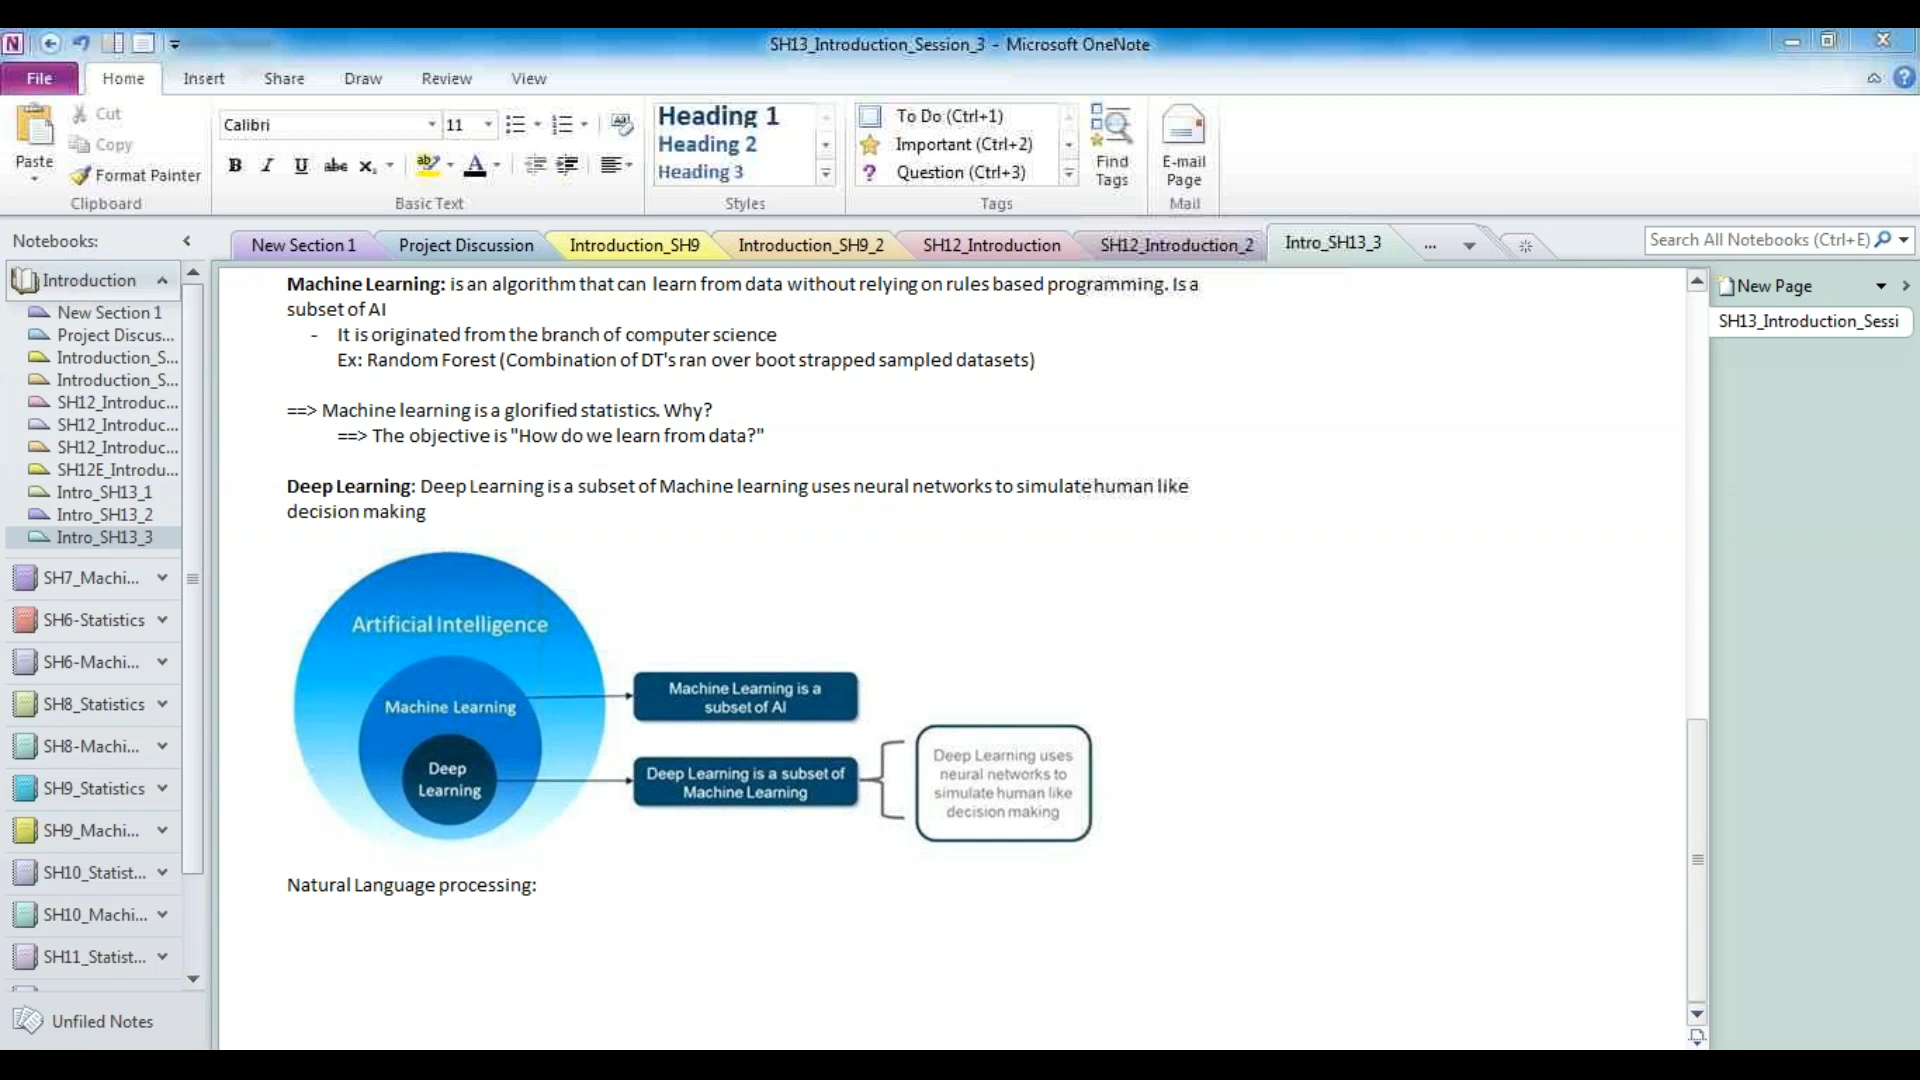 SH13_Introduction_Session_3 - Microsoft OneNote
File Home Insert Share Draw Review View
Paste
Cut
Copy
Format Painter
Clipboard
Calibri 11
B I U abc X₂ A
Basic Text
Heading 1
Heading 2
Heading 3
Styles
To Do (Ctrl+1)
Important (Ctrl+2)
? Question (Ctrl+3)
Tags
Find
Tags
E-mail
Page
Mail
Notebooks:
New Section 1 Project Discussion Introduction_SH9 Introduction_SH9_2 SH12_Introduction SH12_Introduction_2 Intro_SH13_3 ...
Search All Notebooks (Ctrl+E)
Introduction
New Section 1
Project Discus...
Introduction_S...
Introduction_S...
SH12_Introduc...
SH12_Introduc...
SH12_Introduc...
SH12E_Introdu...
Intro_SH13_1
Intro_SH13_2
Intro_SH13_3
SH7_Machi...
SH6-Statistics
SH6-Machi...
SH8_Statistics
SH8-Machi...
SH9_Statistics
SH9_Machi...
SH10_Statist...
SH10_Machi...
SH11_Statist...
Unfiled Notes
Machine Learning: is an algorithm that can learn from data without relying on rules based programming. Is a
subset of AI
- It is originated from the branch of computer science
Ex: Random Forest (Combination of DT's ran over boot strapped sampled datasets)
==> Machine learning is a glorified statistics. Why?
==> The objective is "How do we learn from data?"
Deep Learning: Deep Learning is a subset of Machine learning uses neural networks to simulate human like
decision making
Artificial Intelligence
Machine Learning
Deep
Learning
Machine Learning is a
subset of AI
Deep Learning is a subset of
Machine Learning
Deep Learning uses
neural networks to
simulate human like
decision making
Natural Language processing:
New Page
SH13_Introduction_Sessi